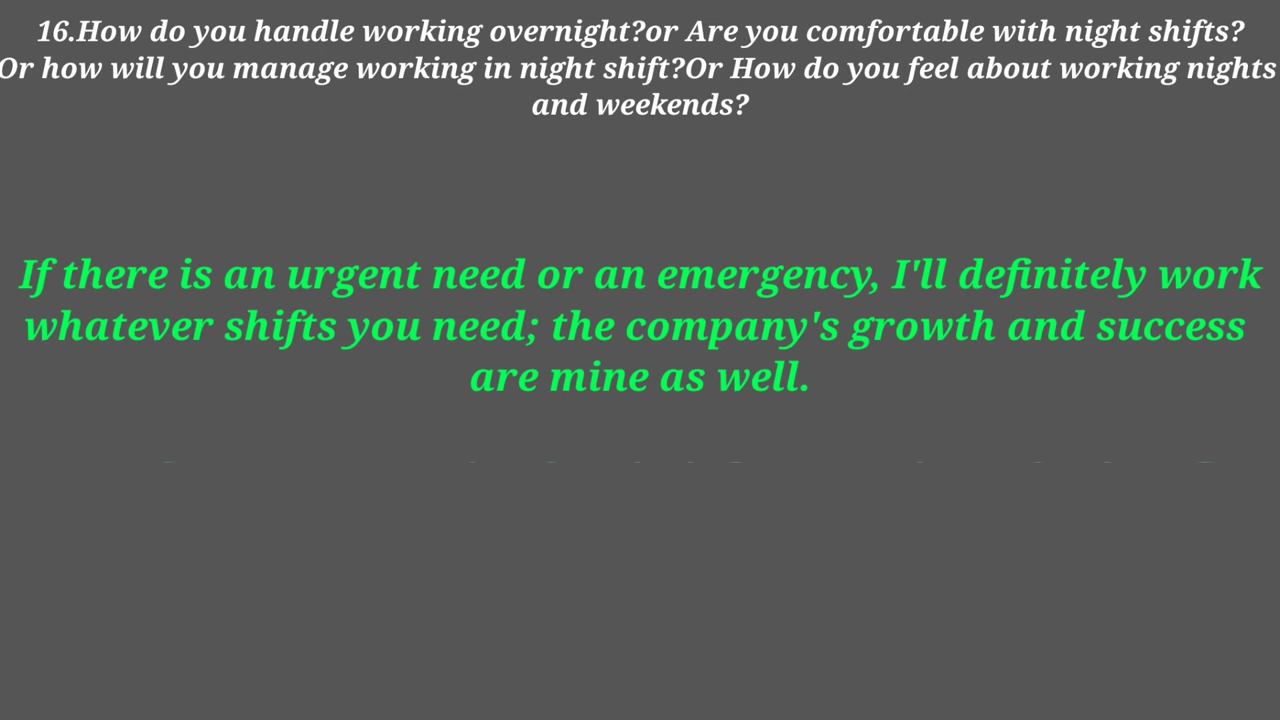 16.How do you handle working overnight?or Are you comfortable with night shifts?
Or how will you manage working in night shift?Or How do you feel about working nights
and weekends?
If there is an urgent need or an emergency, I'll definitely work
whatever shifts you need; the company's growth and success
are mine as well.